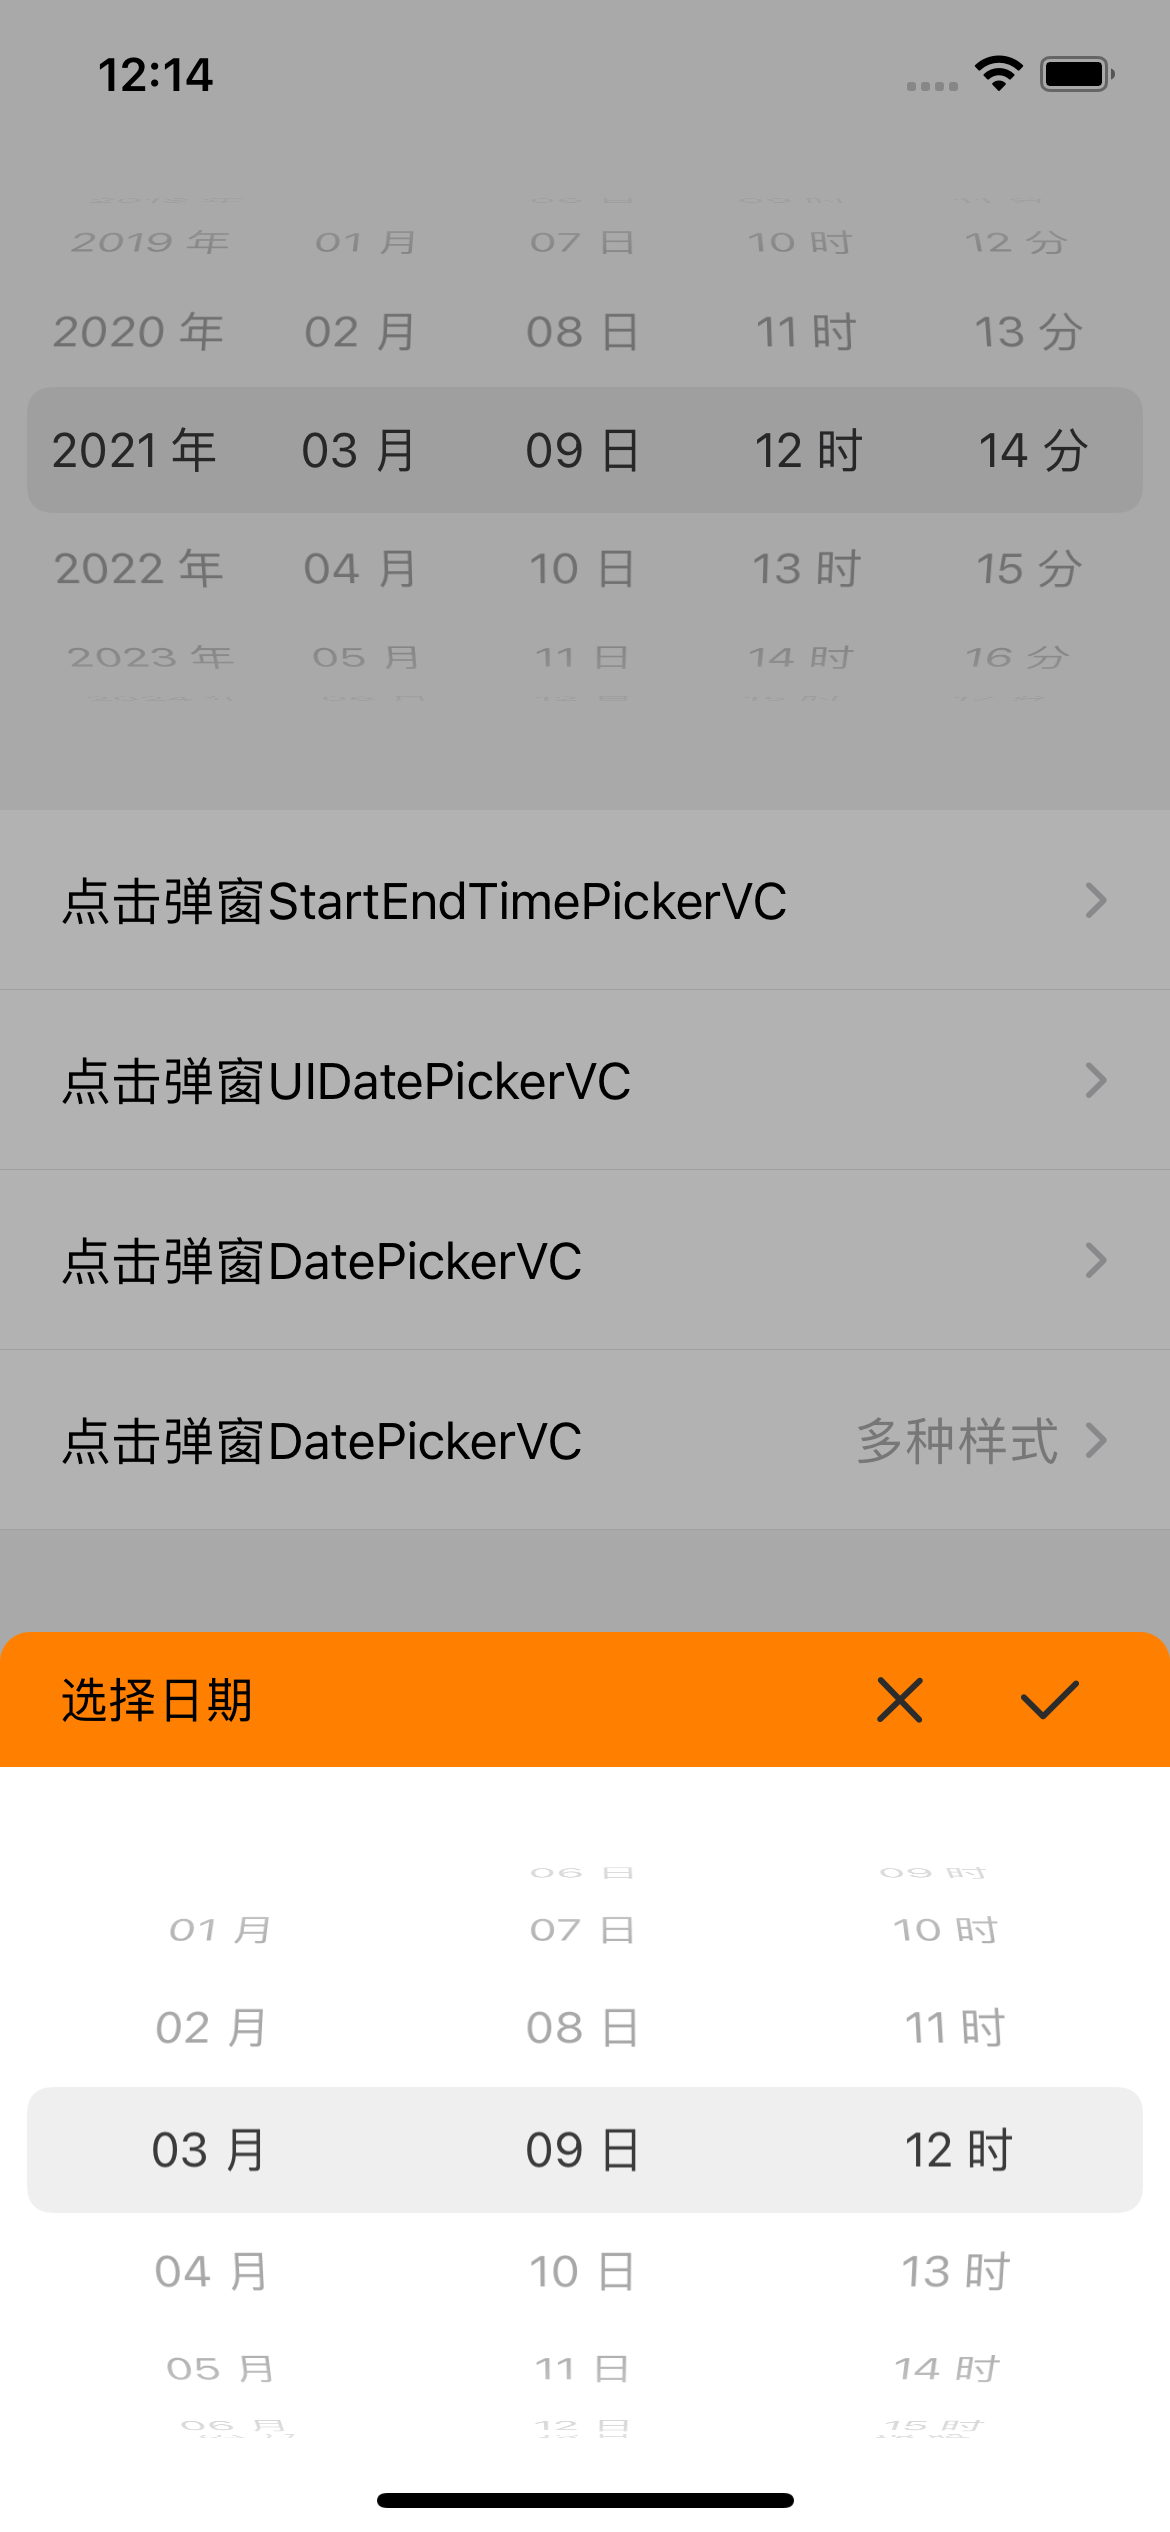 12:14
2019 年 01 月 07 日 10 时 12 分
2020 年 02 月 08 日 11 时 13 分
2021 年 03 月 09 日 12 时 14 分
2022 年 04 月 10 日 13 时 15 分
2023 年 05 月 11 日 14 时 16 分
点击弹窗StartEndTimePickerVC
点击弹窗UIDatePickerVC
点击弹窗DatePickerVC
点击弹窗DatePickerVC 多种样式
选择日期
06 日 09 时
01 月 07 日 10 时
02 月 08 日 11 时
03 月 09 日 12 时
04 月 10 日 13 时
05 月 11 日 14 时
06 月 12 日 15 时